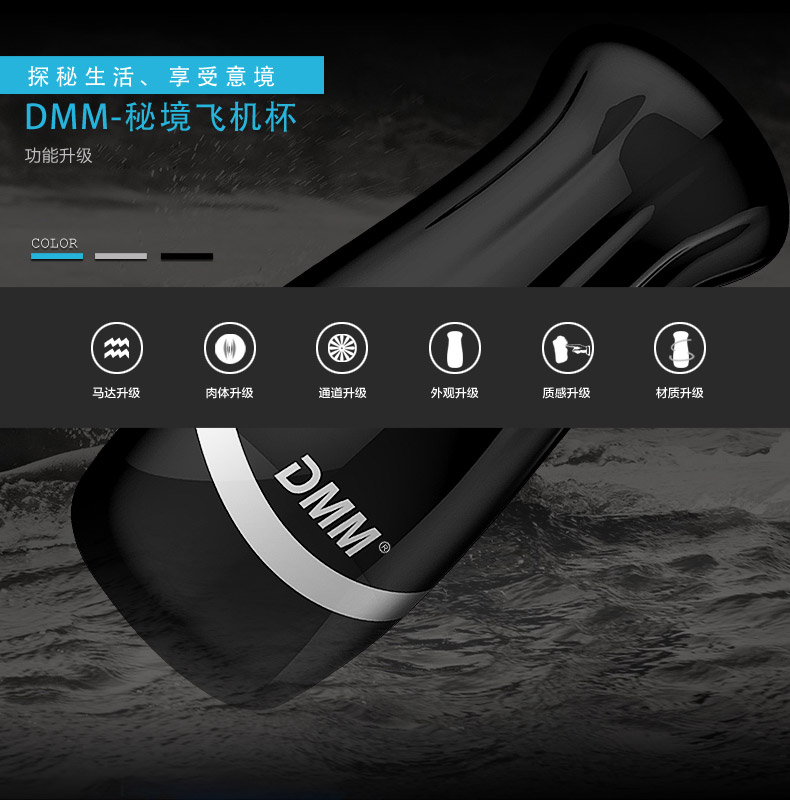 探秘生活、享受意境
DMM-秘境飞机杯
功能升级
COLOR
马达升级
肉体升级
通道升级
外观升级
质感升级
材质升级
DMM®